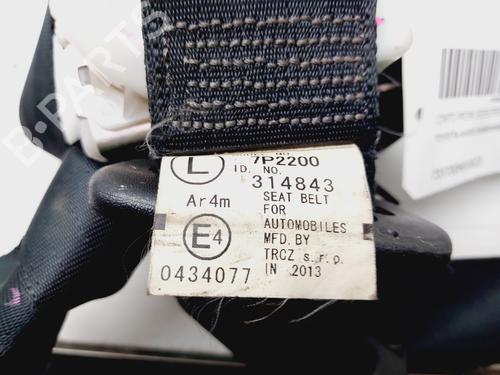 L 7P2200
ID. NO.
314843
Ar4m SEAT BELT
FOR
AUTOMOBILES
E4 MFD. BY
TRCZ s.r.o.
0434077 IN 2013
B-PARTS